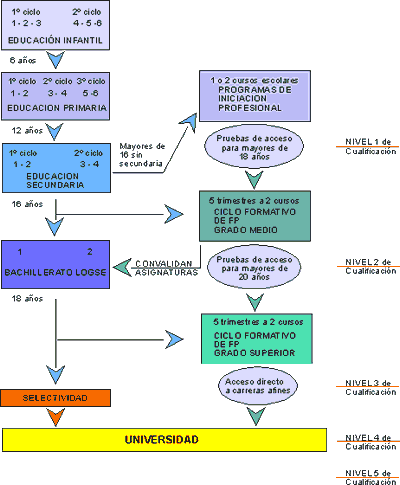 1º ciclo 2º ciclo
1 - 2 - 3 4 - 5 - 6
EDUCACIÓN INFANTIL
6 años
1º ciclo 2º ciclo 3º ciclo
1 - 2 3 - 4 5 - 6
EDUCACION PRIMARIA
12 años
1º ciclo 2º ciclo
1 - 2 3 - 4
EDUCACION
SECUNDARIA
16 años
Mayores de
16 sin
secundaria
1 o 2 cursos escolares
PROGRAMAS DE
INICIACION
PROFESIONAL
Pruebas de acceso
para mayores de
18 años
NIVEL 1 de
Cualificación
5 trimestres a 2 cursos
CICLO FORMATIVO
DE FP
GRADO MEDIO
1 2
BACHILLERATO LOGSE
CONVALIDAN
ASIGNATURAS
Pruebas de acceso
para mayores de
20 años
NIVEL 2 de
Cualificación
18 años
5 trimestres a 2 cursos
CICLO FORMATIVO
DE FP
GRADO SUPERIOR
SELECTIVIDAD
Acceso directo
a carreras afines
NIVEL 3 de
Cualificación
UNIVERSIDAD
NIVEL 4 de
Cualificación
NIVEL 5 de
Cualificación